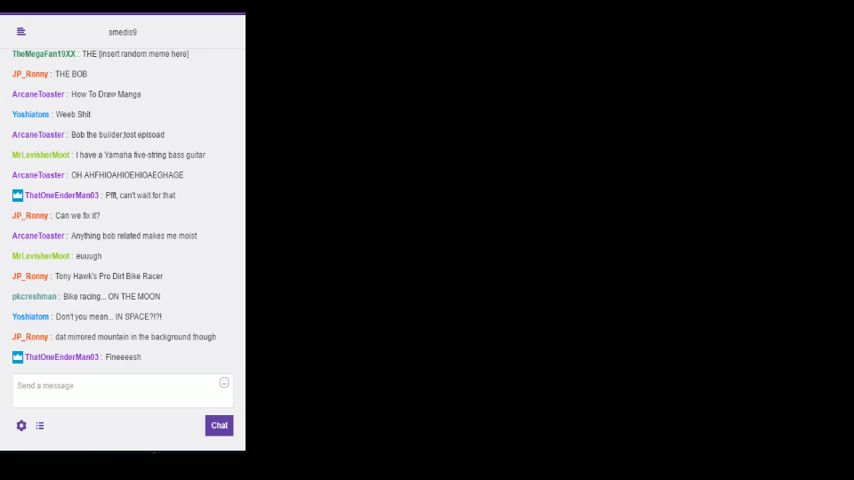 smedis9
TheMegaFan19XX : THE [insert random meme here]
JP_Ronny : THE BOB
ArcaneToaster : How To Draw Manga
Yoshiatom : Weeb Shit
ArcaneToaster : Bob the builder;lost episoad
MrLavisherMoot : I have a Yamaha five-string bass guitar
ArcaneToaster : OH AHFHIOAHIOEHIOAEGHAGE
ThatOneEnderMan03 : Pfft, can't wait for that
JP_Ronny : Can we fix it?
ArcaneToaster : Anything bob related makes me moist
MrLavisherMoot : euuugh
JP_Ronny : Tony Hawk's Pro Dirt Bike Racer
pkcreshman : Bike racing... ON THE MOON
Yoshiatom : Don't you mean... IN SPACE?!?!
JP_Ronny : dat mirrored mountain in the background though
ThatOneEnderMan03 : Fineeeesh
Send a message
Chat